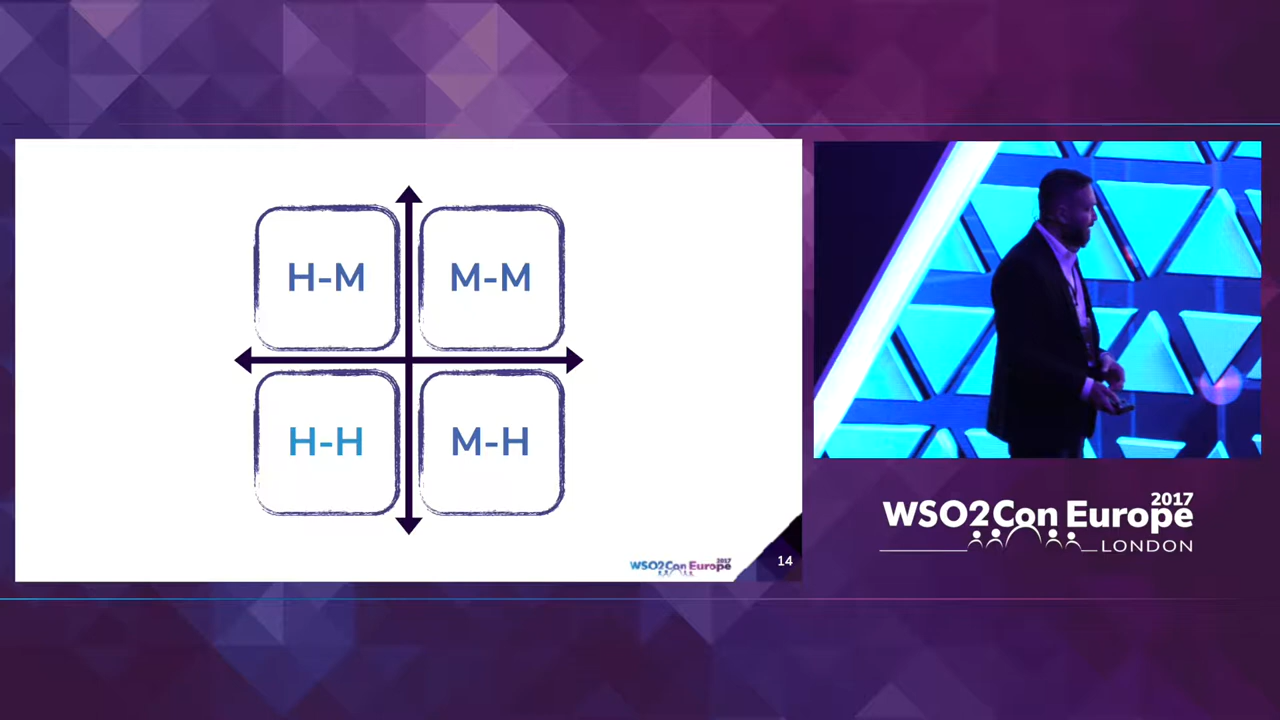 H-M
M-M
H-H
M-H
WSO2Con Europe
2017
14
2017
WSO2Con Europe
LONDON